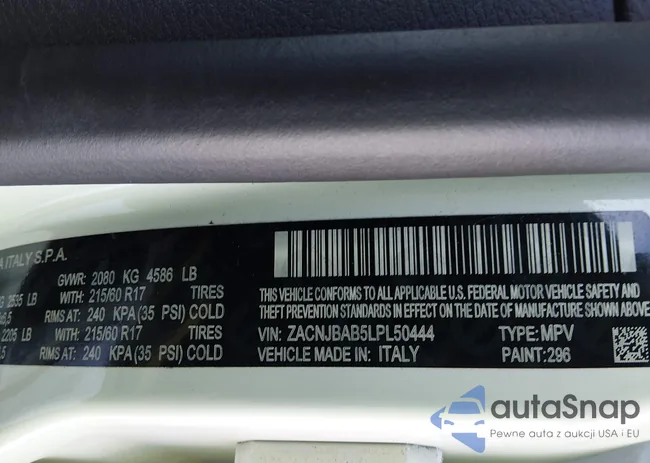 A ITALY S.P.A.
GVWR: 2080 KG 4586 LB
G 2535 LB WITH: 215/60 R17 TIRES
RIMS AT: 240 KPA (35 PSI) COLD
2205 LB WITH: 215/60 R17 TIRES
RIMS AT: 240 KPA (35 PSI) COLD
THIS VEHICLE CONFORMS TO ALL APPLICABLE U.S. FEDERAL MOTOR VEHICLE SAFETY AND
THEFT PREVENTION STANDARDS IN EFFECT ON THE DATE OF MANUFACTURE SHOWN ABOVE
VIN: ZACNJBAB5LPL50444 TYPE: MPV
VEHICLE MADE IN: ITALY PAINT: 296
autaSnap
Pewne auta z aukcji USA i EU